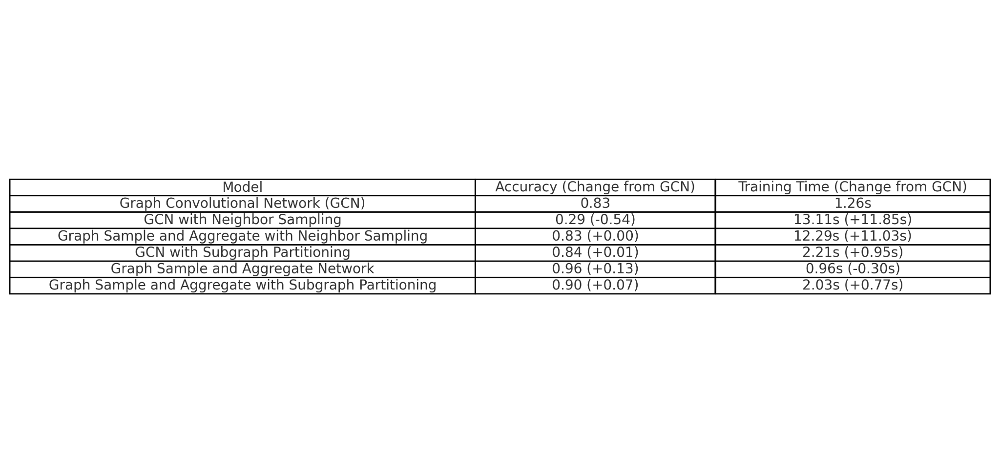 Model Accuracy (Change from GCN) Training Time (Change from GCN)
Graph Convolutional Network (GCN) 0.83 1.26s
GCN with Neighbor Sampling 0.29 (-0.54) 13.11s (+11.85s)
Graph Sample and Aggregate with Neighbor Sampling 0.83 (+0.00) 12.29s (+11.03s)
GCN with Subgraph Partitioning 0.84 (+0.01) 2.21s (+0.95s)
Graph Sample and Aggregate Network 0.96 (+0.13) 0.96s (-0.30s)
Graph Sample and Aggregate with Subgraph Partitioning 0.90 (+0.07) 2.03s (+0.77s)